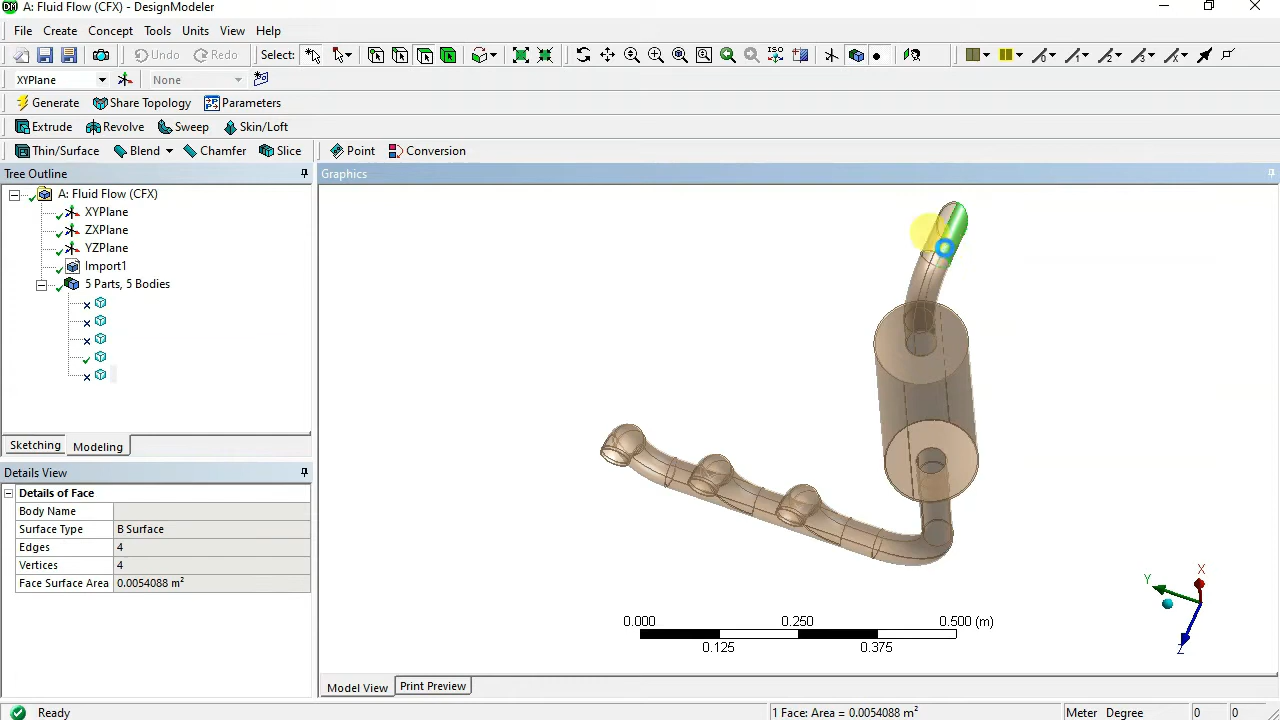 A: Fluid Flow (CFX) - DesignModeler
File Create Concept Tools Units View Help
Undo Redo Select:
XYPlane None
Generate Share Topology Parameters
Extrude Revolve Sweep Skin/Loft
Thin/Surface Blend Chamfer Slice Point Conversion
Tree Outline
Graphics
A: Fluid Flow (CFX)
XYPlane
ZXPlane
YZPlane
Import1
5 Parts, 5 Bodies
Sketching Modeling
Details View
Details of Face
Body Name
Surface Type B Surface
Edges 4
Vertices 4
Face Surface Area 0.0054088 m²
X
Y
Z
0.000 0.250 0.500 (m)
0.125 0.375
Model View Print Preview
Ready 1 Face: Area = 0.0054088 m² Meter Degree 0 0